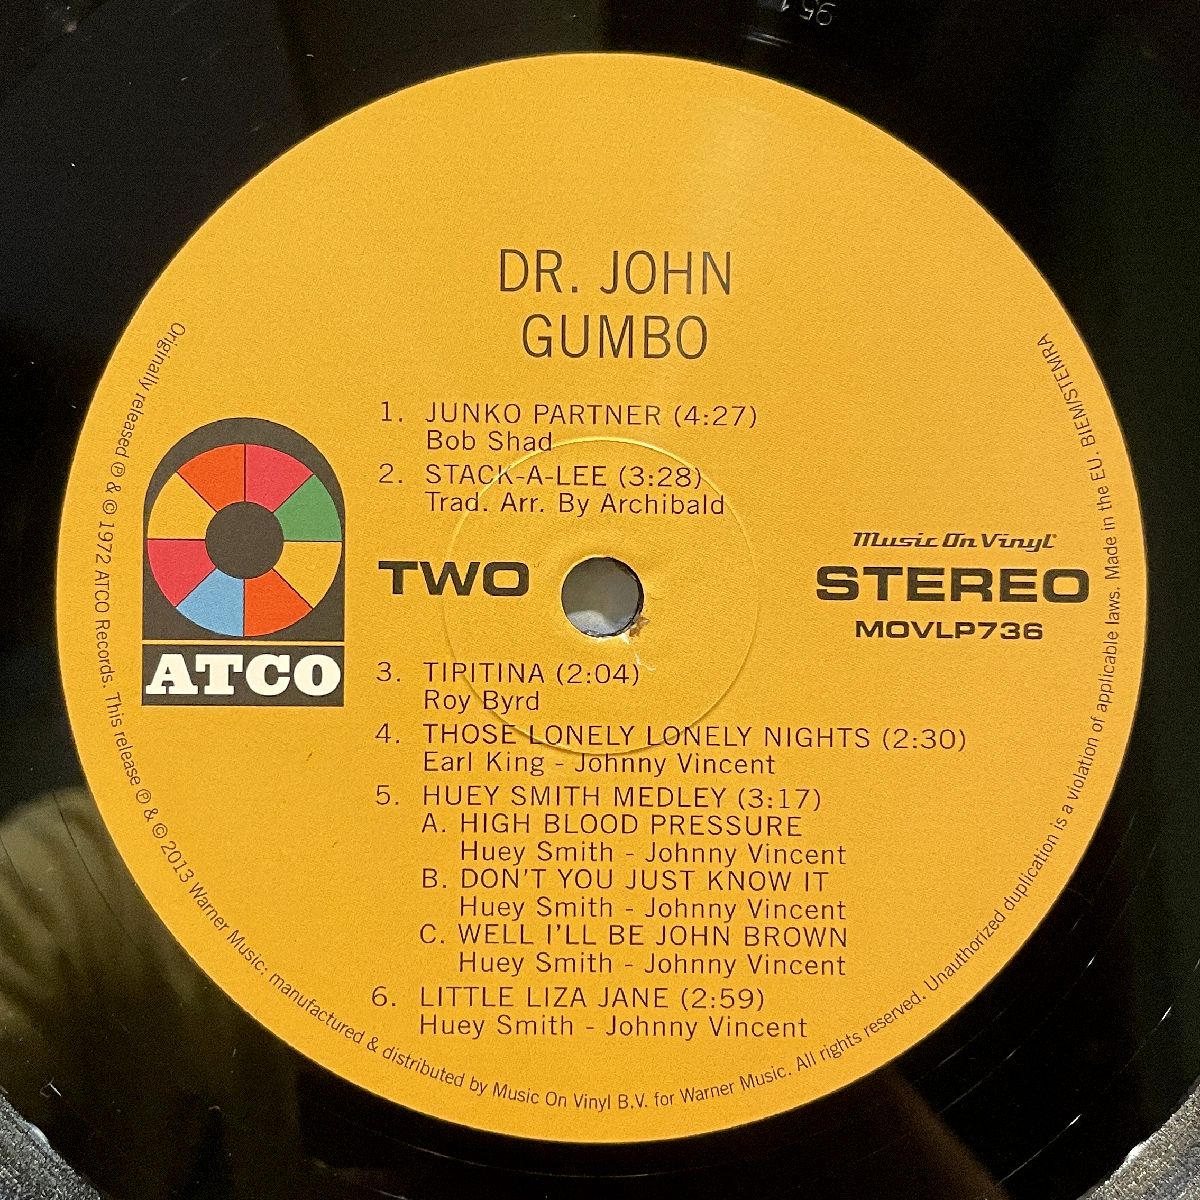 DR. JOHN
GUMBO
1. JUNKO PARTNER (4:27)
Bob Shad
2. STACK-A-LEE (3:28)
Trad. Arr. By Archibald
TWO
Music On Vinyl
STEREO
MOVLP736
ATCO
3. TIPITINA (2:04)
Roy Byrd
4. THOSE LONELY LONELY NIGHTS (2:30)
Earl King - Johnny Vincent
5. HUEY SMITH MEDLEY (3:17)
A. HIGH BLOOD PRESSURE
Huey Smith - Johnny Vincent
B. DON'T YOU JUST KNOW IT
Huey Smith - Johnny Vincent
C. WELL I'LL BE JOHN BROWN
Huey Smith - Johnny Vincent
6. LITTLE LIZA JANE (2:59)
Huey Smith - Johnny Vincent
Originally released ℗ & © 1972 ATCO Records. This release ℗ & © 2013 Warner Music: manufactured & distributed by Music On Vinyl B.V. for Warner Music. All rights reserved. Unauthorized duplication is a violation of applicable laws. Made in the EU. BIEM/STEMRA